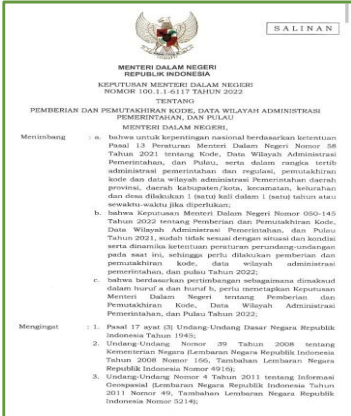 SALINAN
MENTERI DALAM NEGERI
REPUBLIK INDONESIA
KEPUTUSAN MENTERI DALAM NEGERI
NOMOR 100.1.1-6117 TAHUN 2022
TENTANG
PEMBERIAN DAN PEMUTAKHIRAN KODE, DATA WILAYAH ADMINISTRASI
PEMERINTAHAN, DAN PULAU
MENTERI DALAM NEGERI,
Menimbang : a. bahwa untuk kepentingan nasional berdasarkan ketentuan
Pasal 13 Peraturan Menteri Dalam Negeri Nomor 58
Tahun 2021 tentang Kode, Data Wilayah Administrasi
Pemerintahan, dan Pulau, serta dalam rangka tertib
administrasi pemerintahan dan regulasi, pemutakhiran
kode dan data wilayah administrasi Pemerintahan daerah
provinsi, daerah kabupaten/kota, kecamatan, kelurahan
dan desa dilakukan 1 (satu) kali dalam 1 (satu) tahun atau
sewaktu-waktu jika diperlukan;
b. bahwa Keputusan Menteri Dalam Negeri Nomor 050-145
Tahun 2022 tentang Pemberian dan Pemutakhiran Kode,
Data Wilayah Administrasi Pemerintahan, dan Pulau
Tahun 2021, sudah tidak sesuai dengan situasi dan kondisi
serta dinamika ketentuan peraturan perundang-undangan
pada saat ini, sehingga perlu dilakukan pemberian dan
pemutakhiran kode, data wilayah administrasi
pemerintahan, dan pulau Tahun 2022;
c. bahwa berdasarkan pertimbangan sebagaimana dimaksud
dalam huruf a dan huruf b, perlu menetapkan Keputusan
Menteri Dalam Negeri tentang Pemberian dan
Pemutakhiran Kode, Data Wilayah Administrasi
Pemerintahan, dan Pulau Tahun 2022;
Mengingat : 1. Pasal 17 ayat (3) Undang-Undang Dasar Negara Republik
Indonesia Tahun 1945;
2. Undang-Undang Nomor 39 Tahun 2008 tentang
Kementerian Negara (Lembaran Negara Republik Indonesia
Tahun 2008 Nomor 166, Tambahan Lembaran Negara
Republik Indonesia Nomor 4916);
3. Undang-Undang Nomor 4 Tahun 2011 tentang Informasi
Geospasial (Lembaran Negara Republik Indonesia Tahun
2011 Nomor 49, Tambahan Lembaran Negara Republik
Indonesia Nomor 5214);